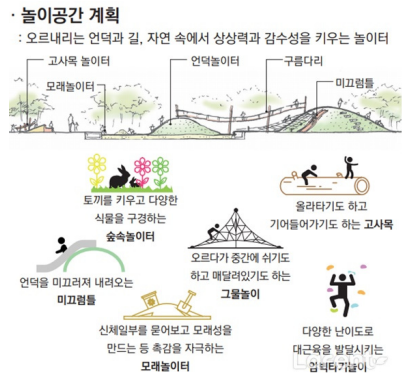 · 놀이공간 계획
: 오르내리는 언덕과 길, 자연 속에서 상상력과 감수성을 키우는 놀이터
고사목 놀이터
모래놀이터
언덕놀이터
구름다리
미끄럼틀
토끼를 키우고 다양한
식물을 구경하는
숲속놀이터
올라타기도 하고
기어들어가기도 하는 고사목
오르다가 중간에 쉬기도
하고 매달려있기도 하는
그물놀이
언덕을 미끄러져 내려오는
미끄럼틀
신체일부를 묻어보고 모래성을
만드는 등 촉감을 자극하는
모래놀이터
다양한 난이도로
대근육을 발달시키는
암벽타기놀이